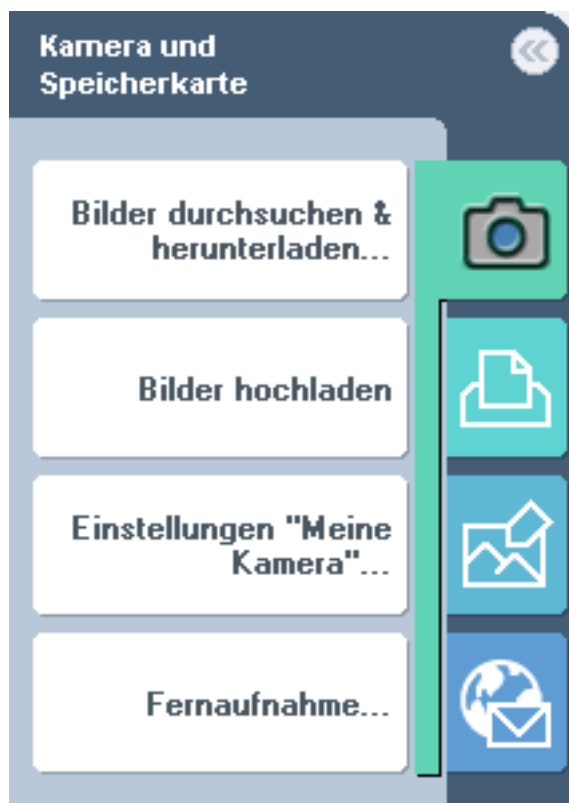 Kamera und
Speicherkarte
Bilder durchsuchen &
herunterladen...
Bilder hochladen
Einstellungen "Meine
Kamera"...
Fernaufnahme...